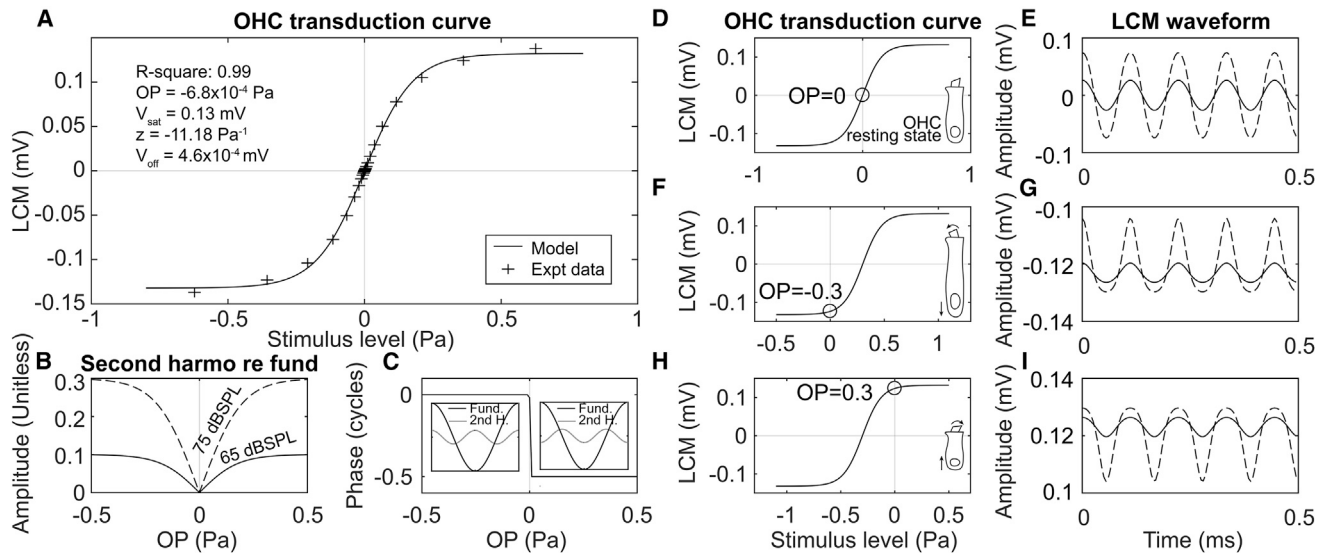 A
OHC transduction curve
R-square: 0.99
OP = -6.8x10⁻⁴ Pa
Vsat = 0.13 mV
z = -11.18 Pa⁻¹
Voff = 4.6x10⁻⁴ mV
Model
Expt data
LCM (mV)
0.1
0.05
0
-0.05
-0.1
-0.15
-1
-0.5
0
0.5
1
Stimulus level (Pa)
B
Second harmo re fund
Amplitude (Unitless)
0.3
0.2
0.1
0
75 dBSPL
65 dBSPL
-0.5
0
0.5
OP (Pa)
C
Phase (cycles)
0
-0.5
Fund.
2nd H.
Fund.
2nd H.
-0.5
0
0.5
OP (Pa)
D
OHC transduction curve
LCM (mV)
0.1
0
-0.1
OP=0
OHC
resting state
-1
0
1
E
LCM waveform
Amplitude (mV)
0.1
0
-0.1
0
0.5
F
LCM (mV)
0.1
0
-0.1
OP=-0.3
-0.5
0
0.5
1
G
Amplitude (mV)
-0.1
-0.12
-0.14
0
0.5
H
LCM (mV)
0.1
0
-0.1
OP=0.3
-1
-0.5
0
0.5
Stimulus level (Pa)
I
Amplitude (mV)
0.14
0.12
0.1
0
0.5
Time (ms)